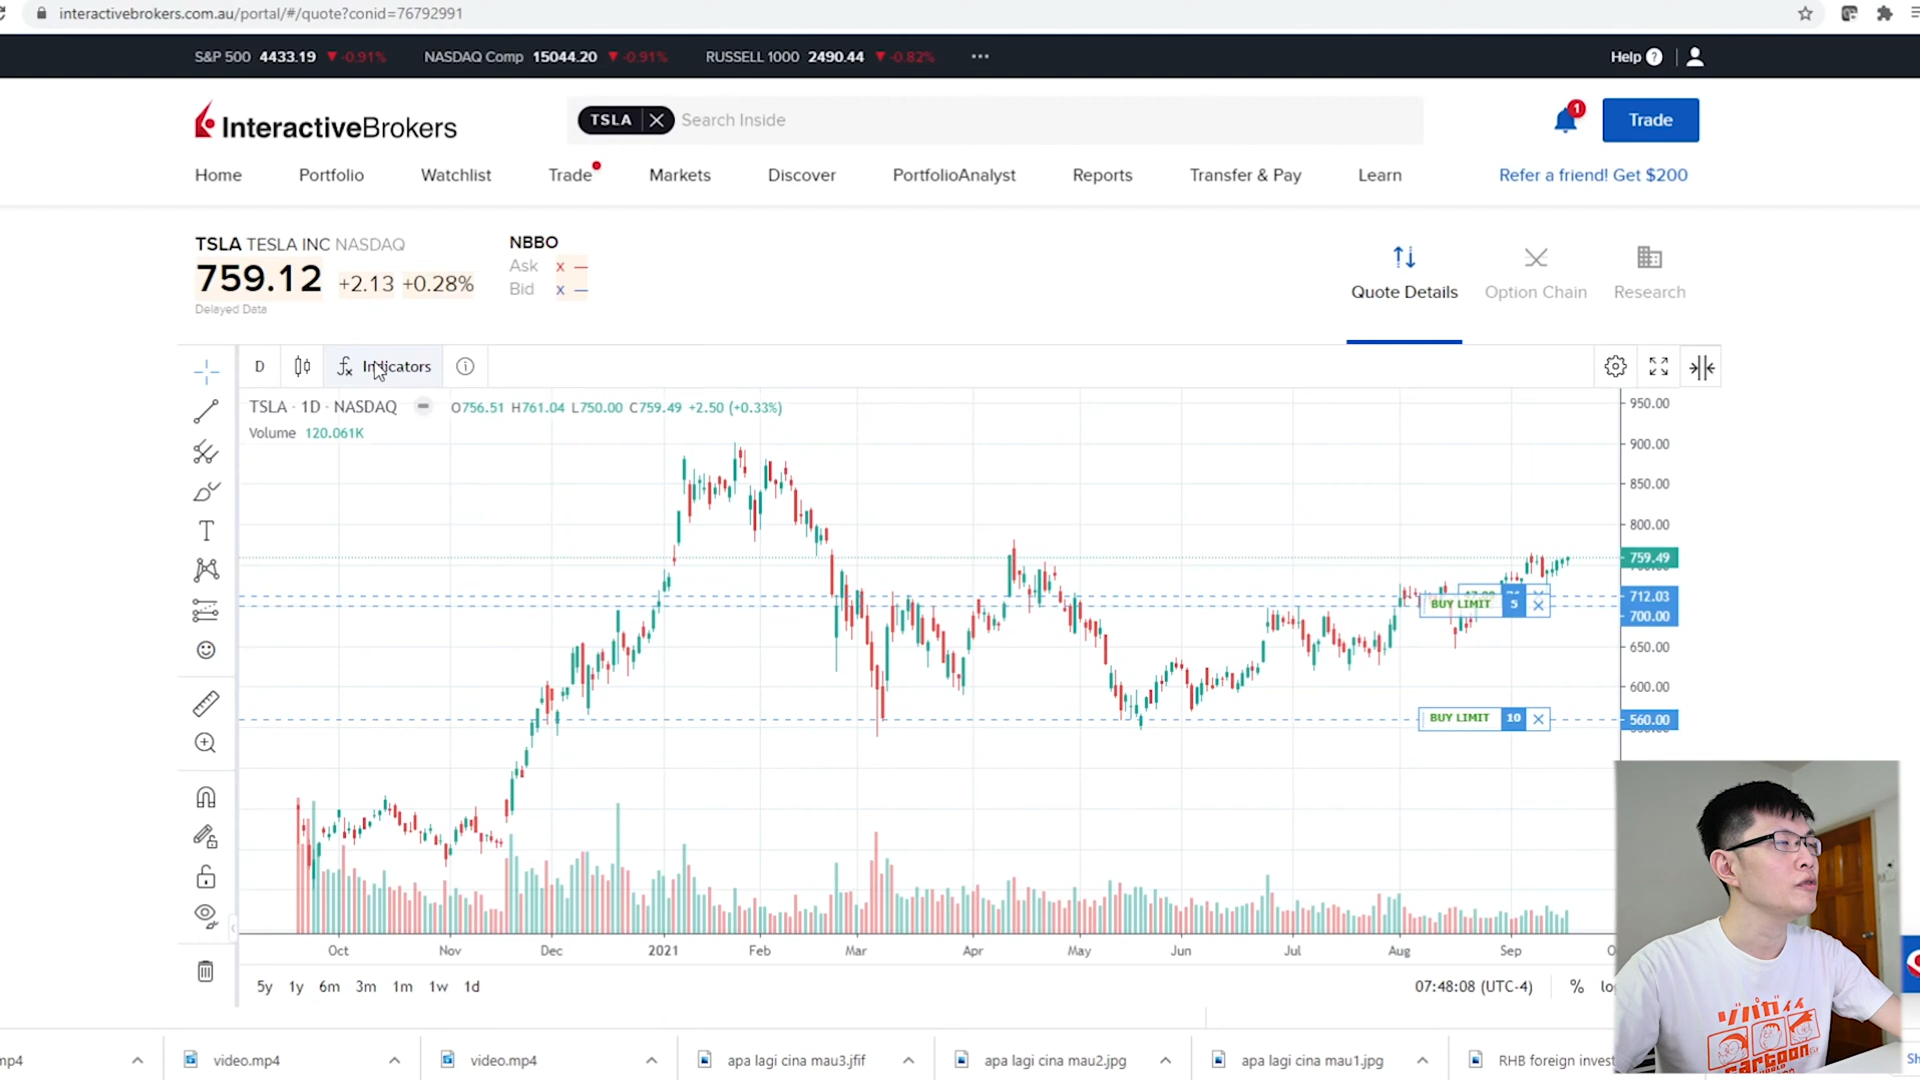 interactivebrokers.com.au/portal/#/quote?conid=76792991
S&P 500 4433.19 ▼ -0.91% NASDAQ Comp 15044.20 ▼ -0.91% RUSSELL 1000 2490.44 ▼ -0.82% ••• Help ?
InteractiveBrokers TSLA X Search Inside 1 Trade
Home Portfolio Watchlist Trade Markets Discover PortfolioAnalyst Reports Transfer & Pay Learn Refer a friend! Get $200
TSLA TESLA INC NASDAQ
759.12 +2.13 +0.28%
Delayed Data
NBBO
Ask x —
Bid x —
Quote Details Option Chain Research
D Indicators
TSLA · 1D · NASDAQ O756.51 H761.04 L750.00 C759.49 +2.50 (+0.33%)
Volume 120.061K
950.00
900.00
850.00
800.00
759.49
712.03
BUY LIMIT 5 X 700.00
650.00
600.00
BUY LIMIT 10 X 560.00
Oct Nov Dec 2021 Feb Mar Apr May Jun Jul Aug Sep
5y 1y 6m 3m 1m 1w 1d 07:48:08 (UTC-4) %
mp4 video.mp4 video.mp4 apa lagi cina mau3.jfif apa lagi cina mau2.jpg apa lagi cina mau1.jpg RHB foreign invest